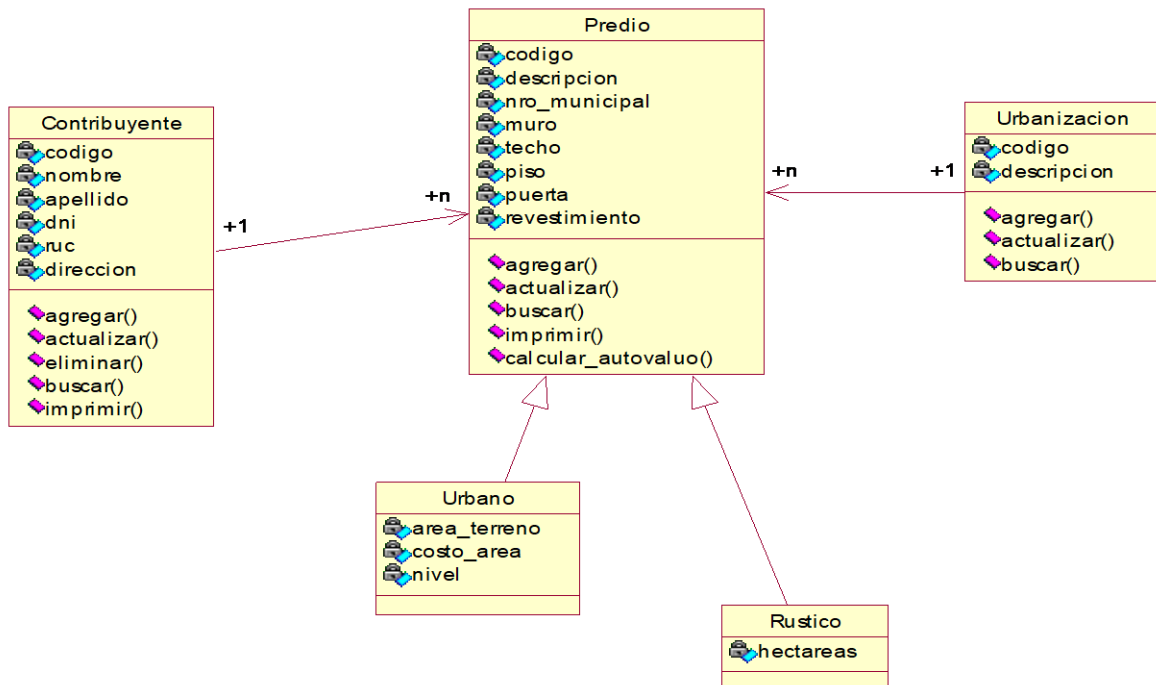 Predio
codigo
descripcion
nro_municipal
muro
techo
piso
puerta
revestimiento
agregar()
actualizar()
buscar()
imprimir()
calcular_autovaluo()
Contribuyente
codigo
nombre
apellido
dni
ruc
direccion
agregar()
actualizar()
eliminar()
buscar()
imprimir()
+1
+n
Urbanizacion
codigo
descripcion
agregar()
actualizar()
buscar()
+n
+1
Urbano
area_terreno
costo_area
nivel
Rustico
hectareas